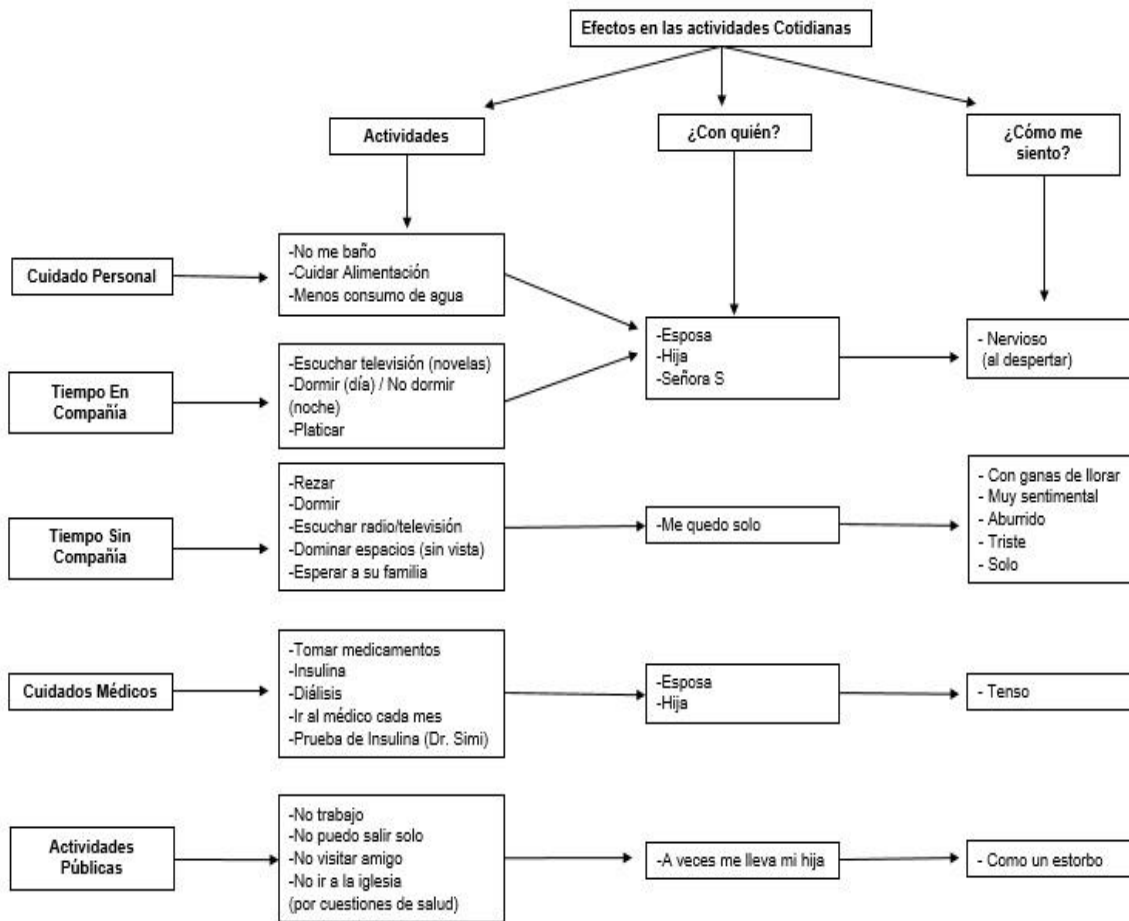 Efectos en las actividades Cotidianas
Actividades
¿Con quién?
¿Cómo me
siento?
Cuidado Personal
-No me baño
-Cuidar Alimentación
-Menos consumo de agua
Tiempo En
Compañía
-Escuchar televisión (novelas)
-Dormir (día) / No dormir
(noche)
-Platicar
-Esposa
-Hija
-Señora S
- Nervioso
(al despertar)
Tiempo Sin
Compañía
-Rezar
-Dormir
-Escuchar radio/televisión
-Dominar espacios (sin vista)
-Esperar a su familia
-Me quedo solo
- Con ganas de llorar
- Muy sentimental
- Aburrido
- Triste
- Solo
Cuidados Médicos
-Tomar medicamentos
-Insulina
-Diálisis
-Ir al médico cada mes
-Prueba de Insulina (Dr. Simi)
-Esposa
-Hija
- Tenso
Actividades
Públicas
-No trabajo
-No puedo salir solo
-No visitar amigo
-No ir a la iglesia
(por cuestiones de salud)
-A veces me lleva mi hija
- Como un estorbo